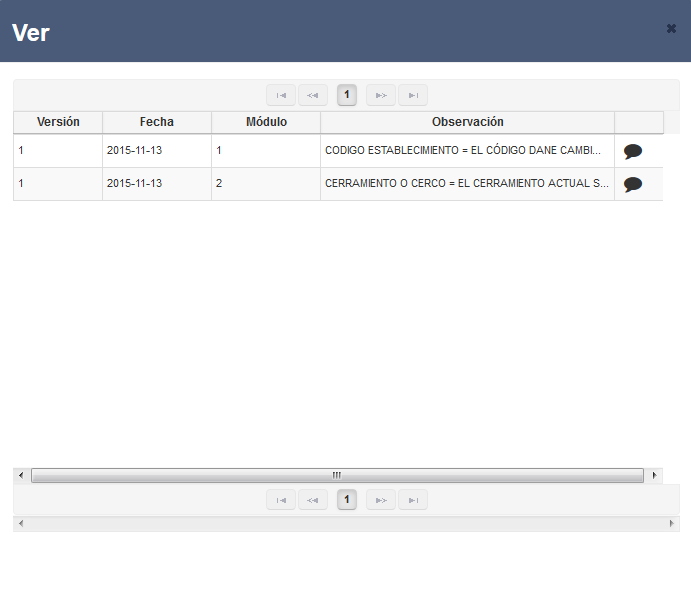 Ver
1
Versión Fecha Módulo Observación
1 2015-11-13 1 CODIGO ESTABLECIMIENTO = EL CÓDIGO DANE CAMBI...
1 2015-11-13 2 CERRAMIENTO O CERCO = EL CERRAMIENTO ACTUAL S...
1